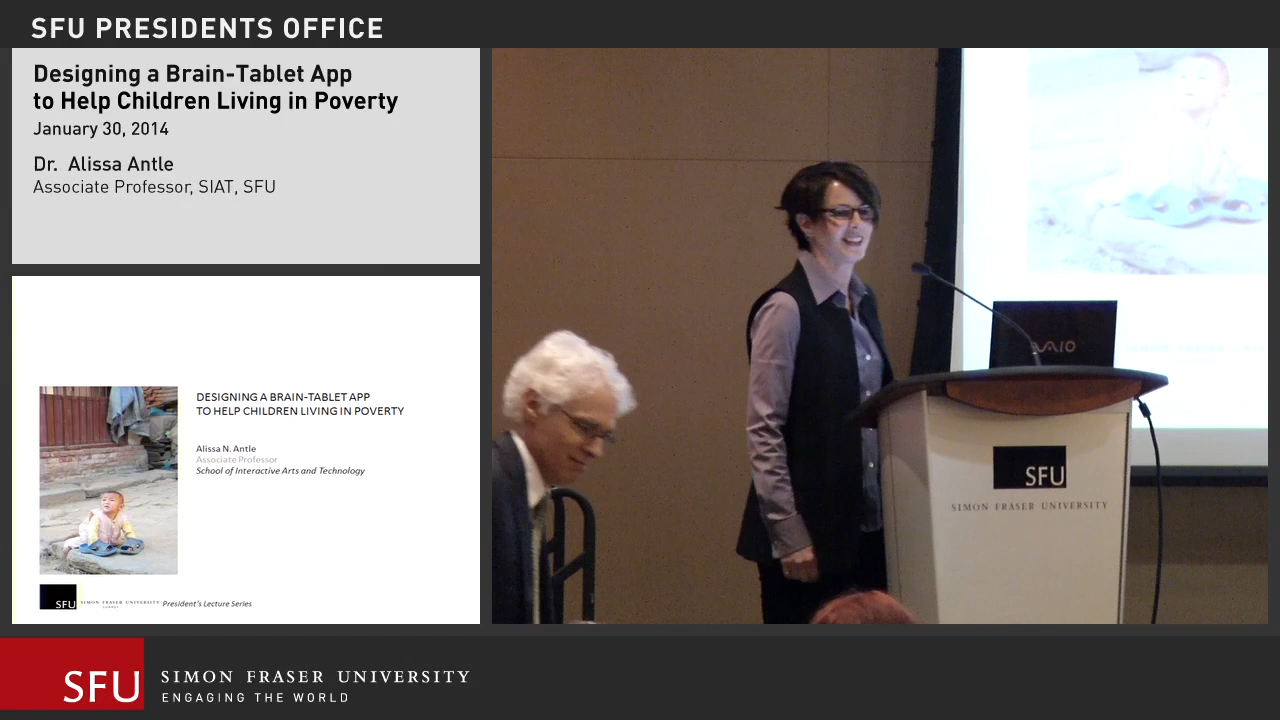 SFU PRESIDENTS OFFICE
Designing a Brain-Tablet App
to Help Children Living in Poverty
January 30, 2014
Dr. Alissa Antle
Associate Professor, SIAT, SFU
DESIGNING A BRAIN-TABLET APP
TO HELP CHILDREN LIVING IN POVERTY
Alissa N. Antle
Associate Professor
School of Interactive Arts and Technology
SFU SIMON FRASER UNIVERSITY President's Lecture Series
VAIO
SFU
SIMON FRASER UNIVERSITY
SFU SIMON FRASER UNIVERSITY
ENGAGING THE WORLD